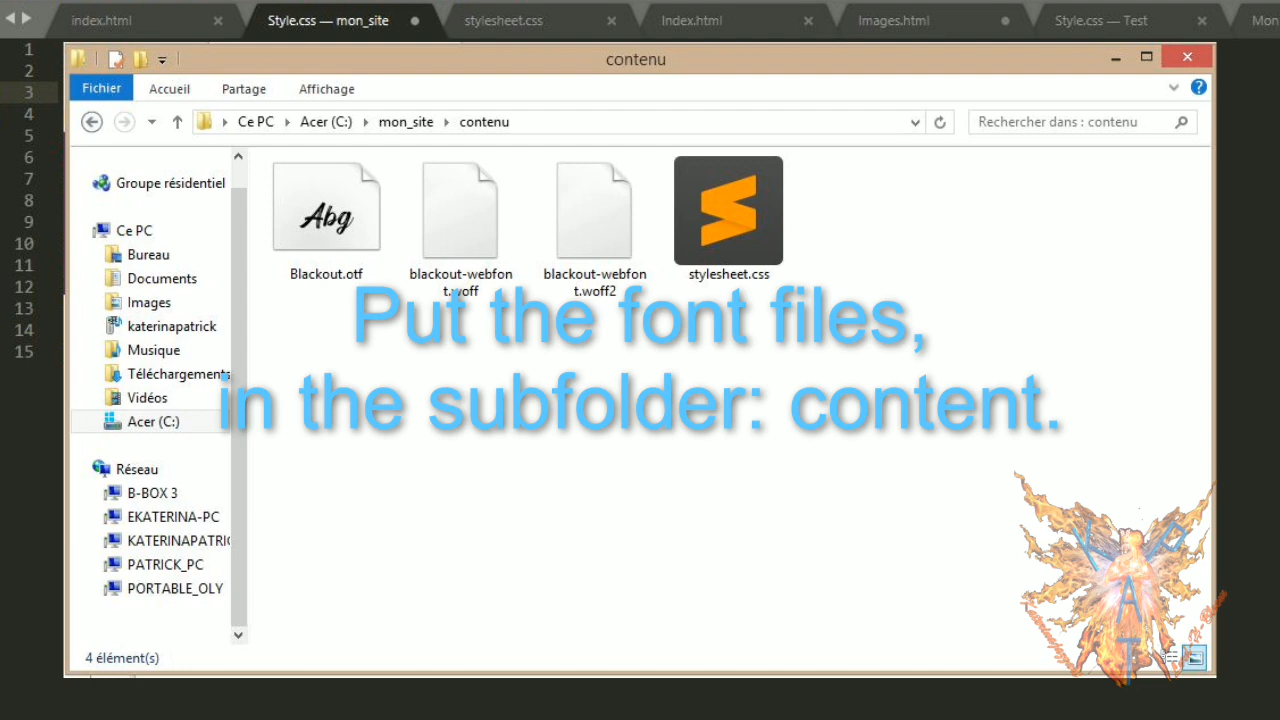 index.html
Style.css — mon_site
stylesheet.css
Index.html
Images.html
Style.css — Test
Mon
1
2
3
4
5
6
7
8
9
10
11
12
13
14
15
contenu
Fichier
Accueil
Partage
Affichage
Ce PC
Acer (C:)
mon_site
contenu
Rechercher dans : contenu
Groupe résidentiel
Ce PC
Bureau
Documents
Images
katerinapatrick
Musique
Téléchargements
Vidéos
Acer (C:)
Réseau
B-BOX 3
EKATERINA-PC
KATERINAPATRIC
PATRICK_PC
PORTABLE_OLY
Abg
Blackout.otf
blackout-webfon
t.woff
blackout-webfon
t.woff2
stylesheet.css
Put the font files,
in the subfolder: content.
4 élément(s)
K P
A
T